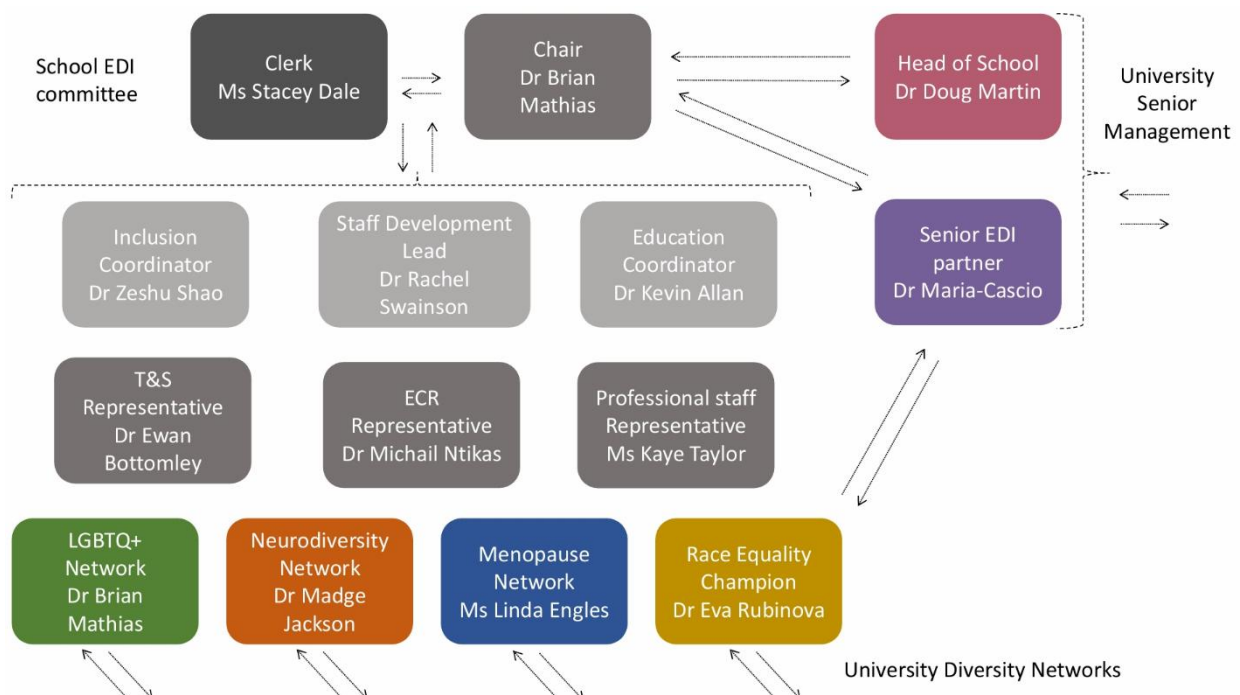 School EDI
committee
Clerk
Ms Stacey Dale
Chair
Dr Brian
Mathias
Head of School
Dr Doug Martin
University
Senior
Management
Inclusion
Coordinator
Dr Zeshu Shao
Staff Development
Lead
Dr Rachel
Swainson
Education
Coordinator
Dr Kevin Allan
Senior EDI
partner
Dr Maria-Cascio
T&S
Representative
Dr Ewan
Bottomley
ECR
Representative
Dr Michail Ntikas
Professional staff
Representative
Ms Kaye Taylor
LGBTQ+
Network
Dr Brian
Mathias
Neurodiversity
Network
Dr Madge
Jackson
Menopause
Network
Ms Linda Engles
Race Equality
Champion
Dr Eva Rubinova
University Diversity Networks